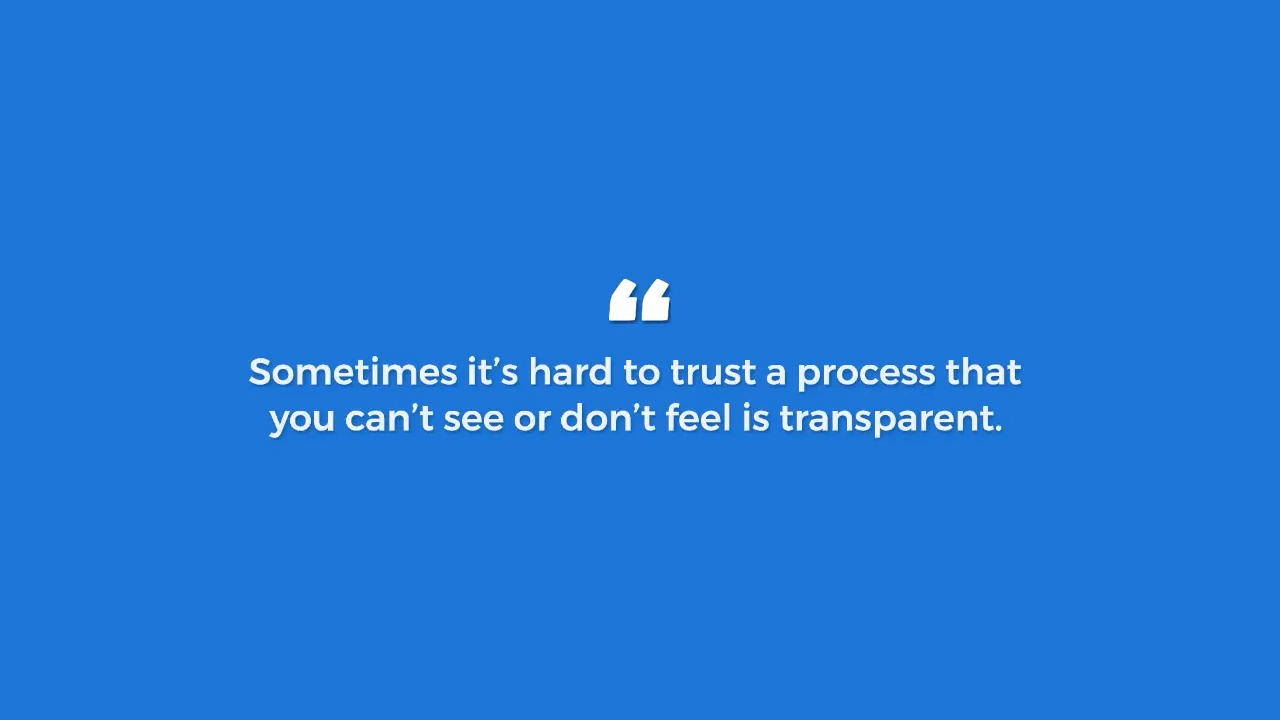 “
Sometimes it’s hard to trust a process that
you can’t see or don’t feel is transparent.